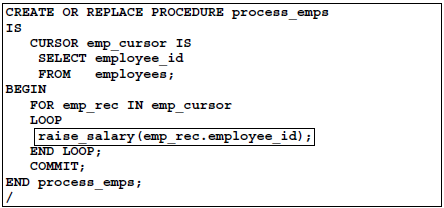 CREATE OR REPLACE PROCEDURE process_emps
IS
CURSOR emp_cursor IS
SELECT employee_id
FROM employees;
BEGIN
FOR emp_rec IN emp_cursor
LOOP
raise_salary(emp_rec.employee_id);
END LOOP;
COMMIT;
END process_emps;
/